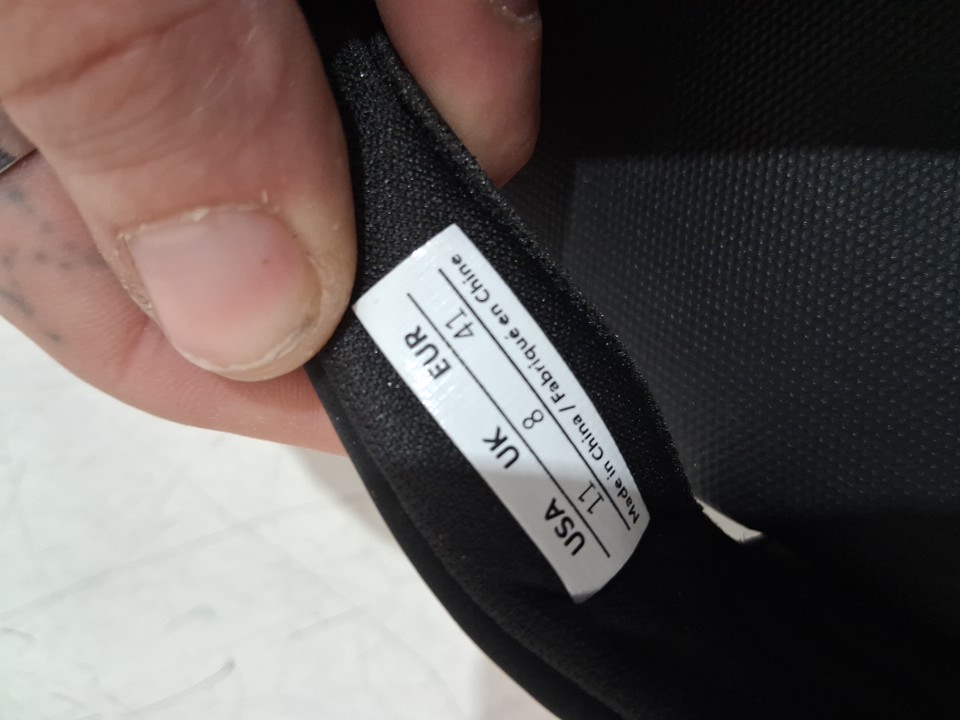 USA UK EUR
11 8 41
Made in China / Fabriqué en Chine